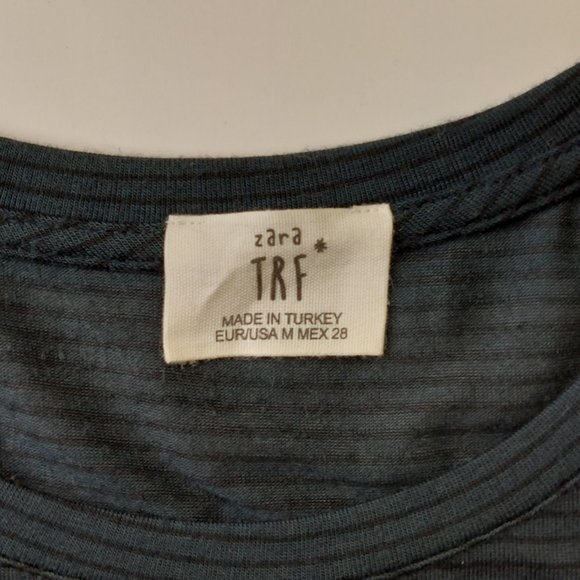 zara
TRF*
MADE IN TURKEY
EUR/USA M MEX 28